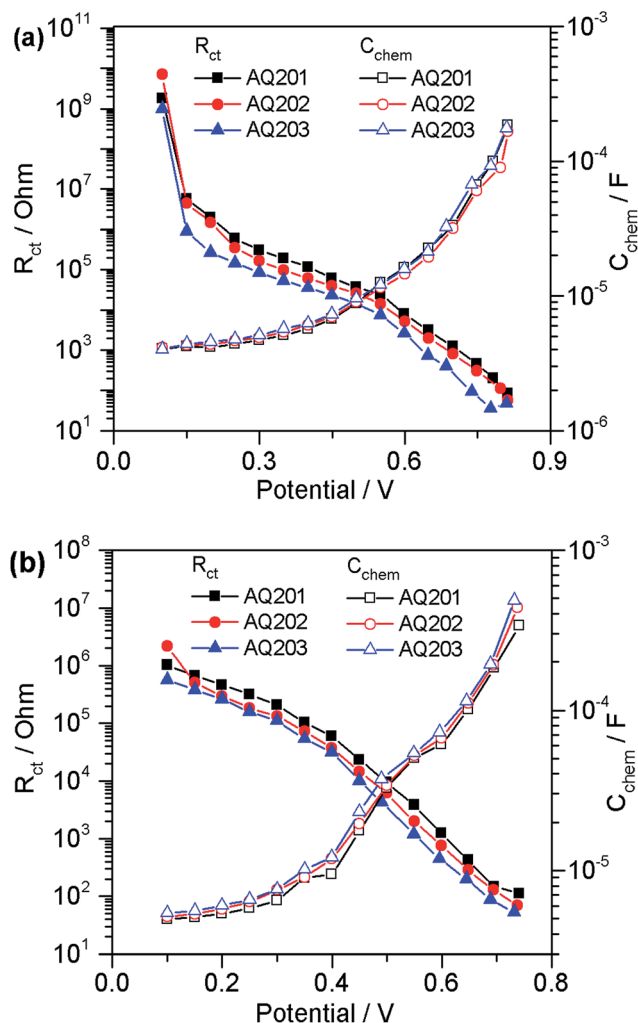 (a)
R_ct C_chem
AQ201 AQ201
AQ202 AQ202
AQ203 AQ203
10^11
10^9
10^7
10^5
10^3
10^1
R_ct / Ohm
10^-3
10^-4
10^-5
10^-6
C_chem / F
0.0 0.3 0.6 0.9
Potential / V
(b)
R_ct C_chem
AQ201 AQ201
AQ202 AQ202
AQ203 AQ203
10^8
10^7
10^6
10^5
10^4
10^3
10^2
10^1
R_ct / Ohm
10^-3
10^-4
10^-5
C_chem / F
0.0 0.2 0.4 0.6 0.8
Potential / V